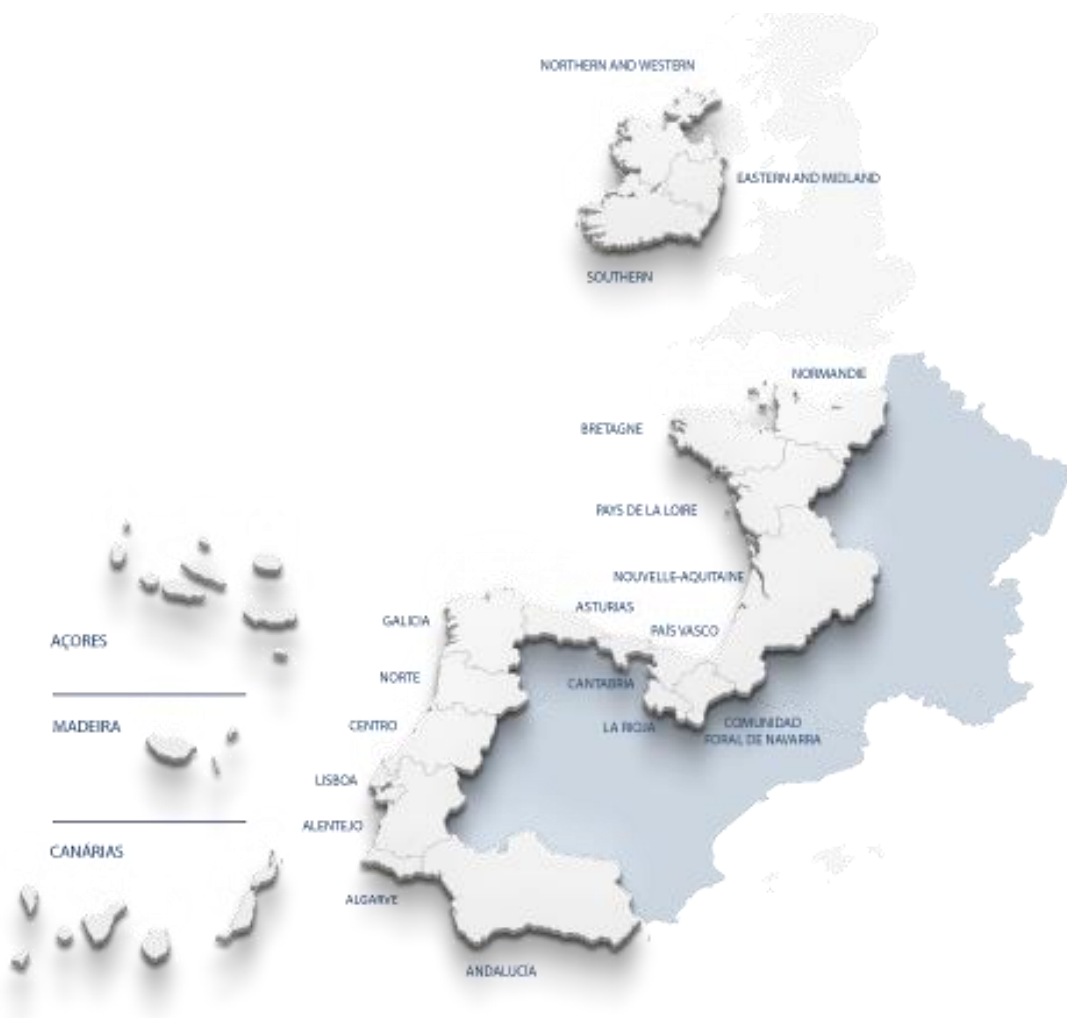 NORTHERN AND WESTERN
EASTERN AND MIDLAND
SOUTHERN
NORMANDIE
BRETAGNE
PAYS DE LA LOIRE
NOUVELLE-AQUITAINE
ASTURIAS
GALICIA
PAÍS VASCO
AÇORES
NORTE
CANTABRIA
MADEIRA
CENTRO
LA RIOJA
COMUNIDAD
FORAL DE NAVARRA
LISBOA
ALENTEJO
CANÁRIAS
ALGARVE
ANDALUCÍA